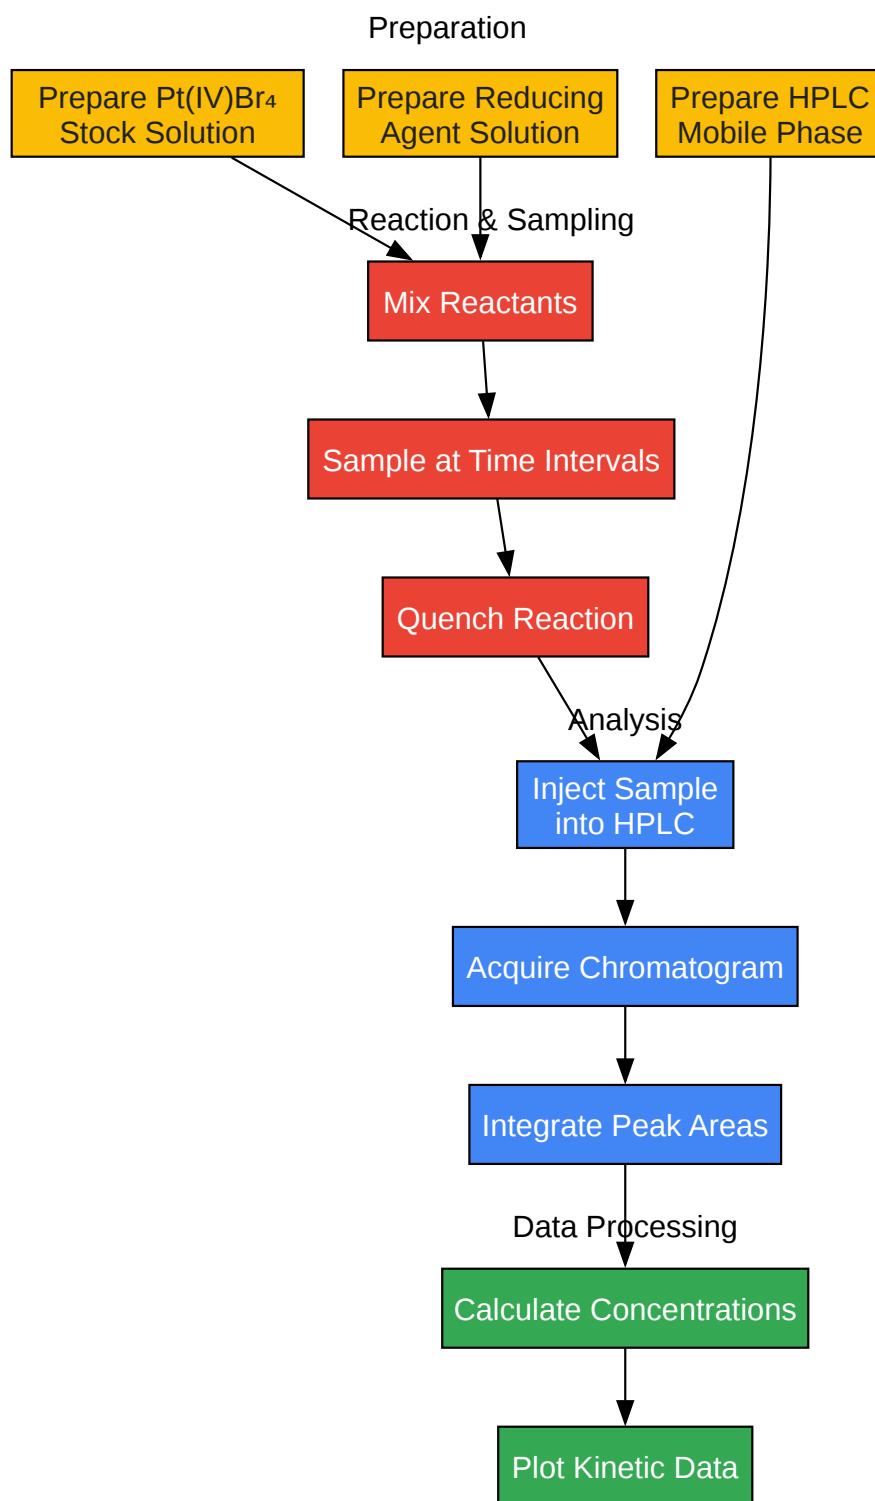 Preparation
Prepare Pt(IV)Br₄
Stock Solution
Prepare Reducing
Agent Solution
Prepare HPLC
Mobile Phase
Reaction & Sampling
Mix Reactants
Sample at Time Intervals
Quench Reaction
Analysis
Inject Sample
into HPLC
Acquire Chromatogram
Integrate Peak Areas
Data Processing
Calculate Concentrations
Plot Kinetic Data